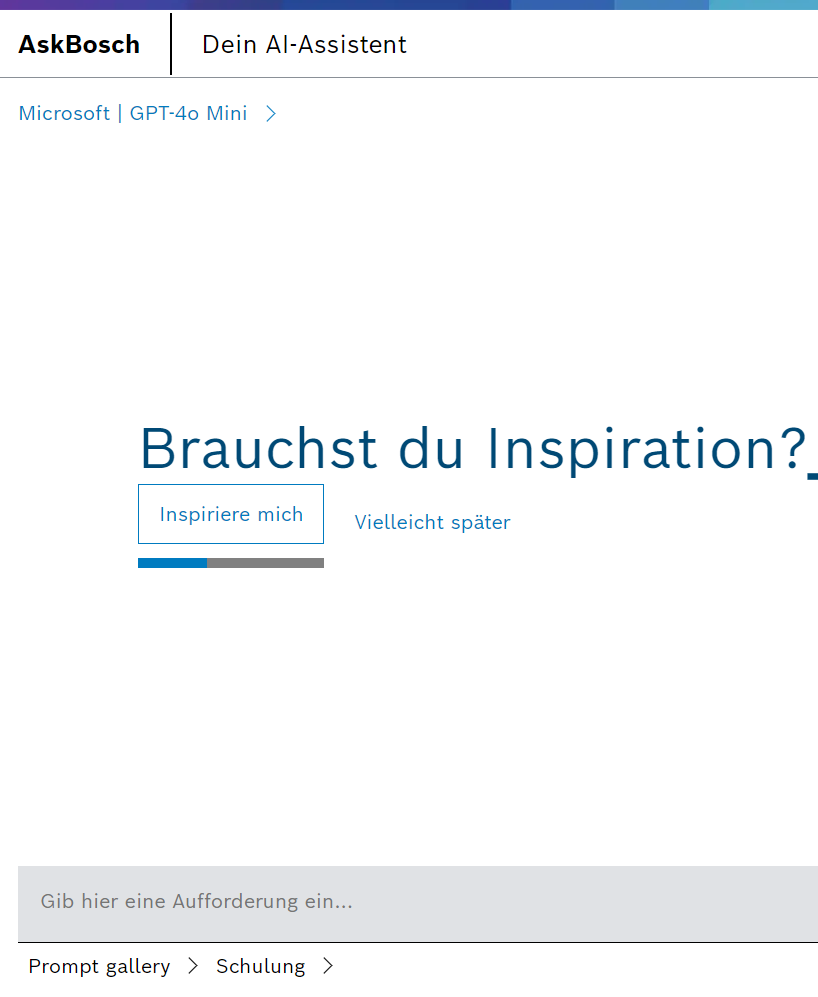 AskBosch Dein AI-Assistent
Microsoft | GPT-4o Mini
Brauchst du Inspiration?_
Inspiriere mich Vielleicht später
Gib hier eine Aufforderung ein...
Prompt gallery Schulung